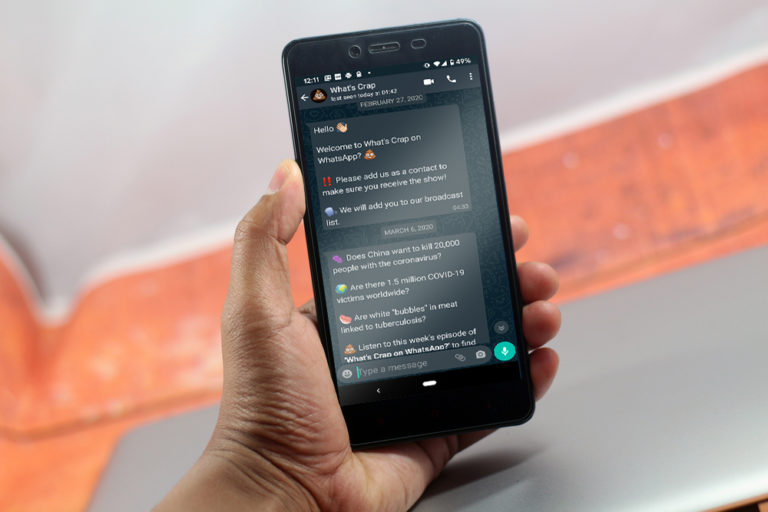 12:11 49%
What's Crap
last seen today at 01:42
FEBRUARY 27, 2020
Hello 👋🏼
Welcome to What's Crap on
WhatsApp? 💩
‼️ Please add us as a contact to
make sure you receive the show!
🗣, We will add you to our broadcast
list.
04:33
MARCH 6, 2020
🦠 Does China want to kill 20,000
people with the coronavirus?
🌍 Are there 1.5 million COVID-19
victims worldwide?
🥩 Are white "bubbles" in meat
linked to tuberculosis?
💩 Listen to this week's episode of
'What's Crap on WhatsApp?' to find
Type a message